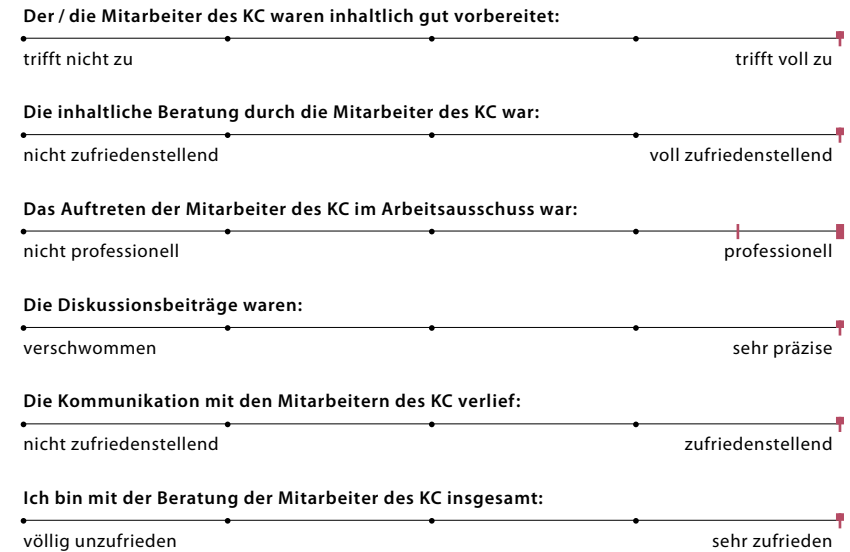 Der / die Mitarbeiter des KC waren inhaltlich gut vorbereitet:
trifft nicht zu trifft voll zu
Die inhaltliche Beratung durch die Mitarbeiter des KC war:
nicht zufriedenstellend voll zufriedenstellend
Das Auftreten der Mitarbeiter des KC im Arbeitsausschuss war:
nicht professionell professionell
Die Diskussionsbeiträge waren:
verschwommen sehr präzise
Die Kommunikation mit den Mitarbeitern des KC verlief:
nicht zufriedenstellend zufriedenstellend
Ich bin mit der Beratung der Mitarbeiter des KC insgesamt:
völlig unzufrieden sehr zufrieden